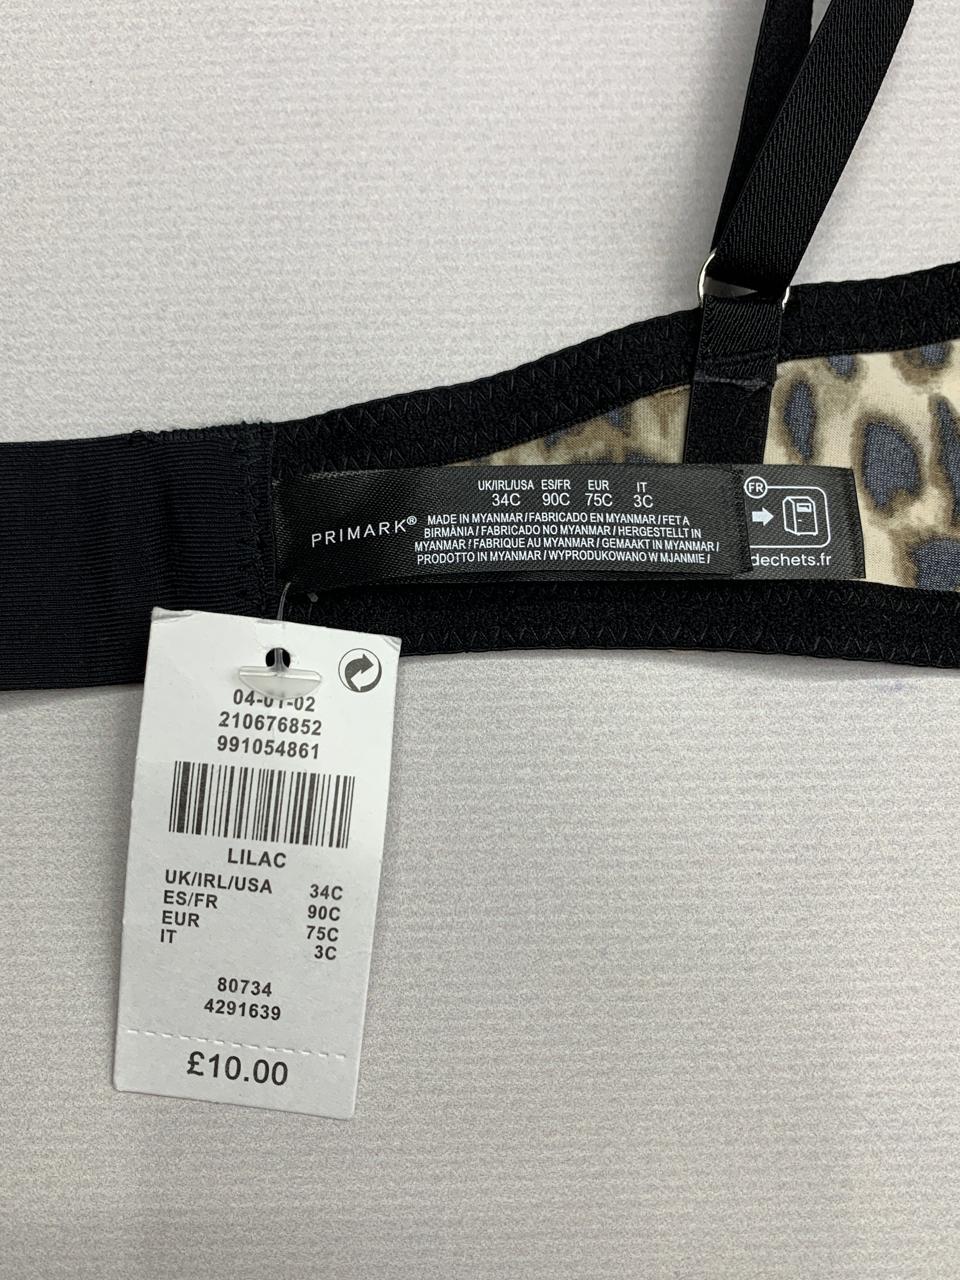 UK/IRL/USA ES/FR EUR IT
34C 90C 75C 3C
PRIMARK®
MADE IN MYANMAR / FABRICADO EN MYANMAR / FET A
BIRMÀNIA / FABRICADO NO MYANMAR / HERGESTELLT IN
MYANMAR / FABRIQUE AU MYANMAR / GEMAAKT IN MYANMAR /
PRODOTTO IN MYANMAR / WYPRODUKOWANO W MJANMIE /
FR
dechets.fr
04-01-02
210676852
991054861
LILAC
UK/IRL/USA 34C
ES/FR 90C
EUR 75C
IT 3C
80734
4291639
£10.00